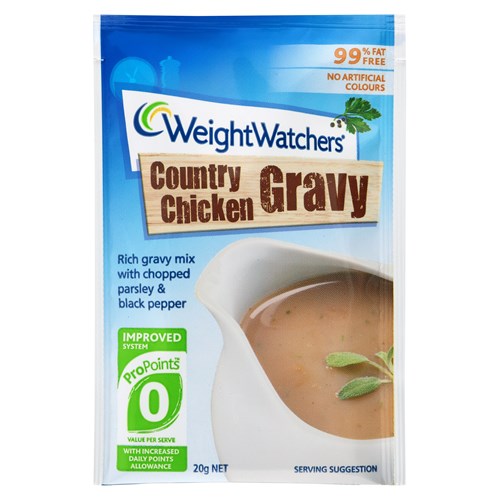 99% FAT
FREE
NO ARTIFICIAL
COLOURS
WeightWatchers®
Country
Chicken
Gravy
Rich gravy mix
with chopped
parsley &
black pepper
IMPROVED
SYSTEM
ProPoints™
0
VALUE PER SERVE
WITH INCREASED
DAILY POINTS
ALLOWANCE
20g NET
SERVING SUGGESTION